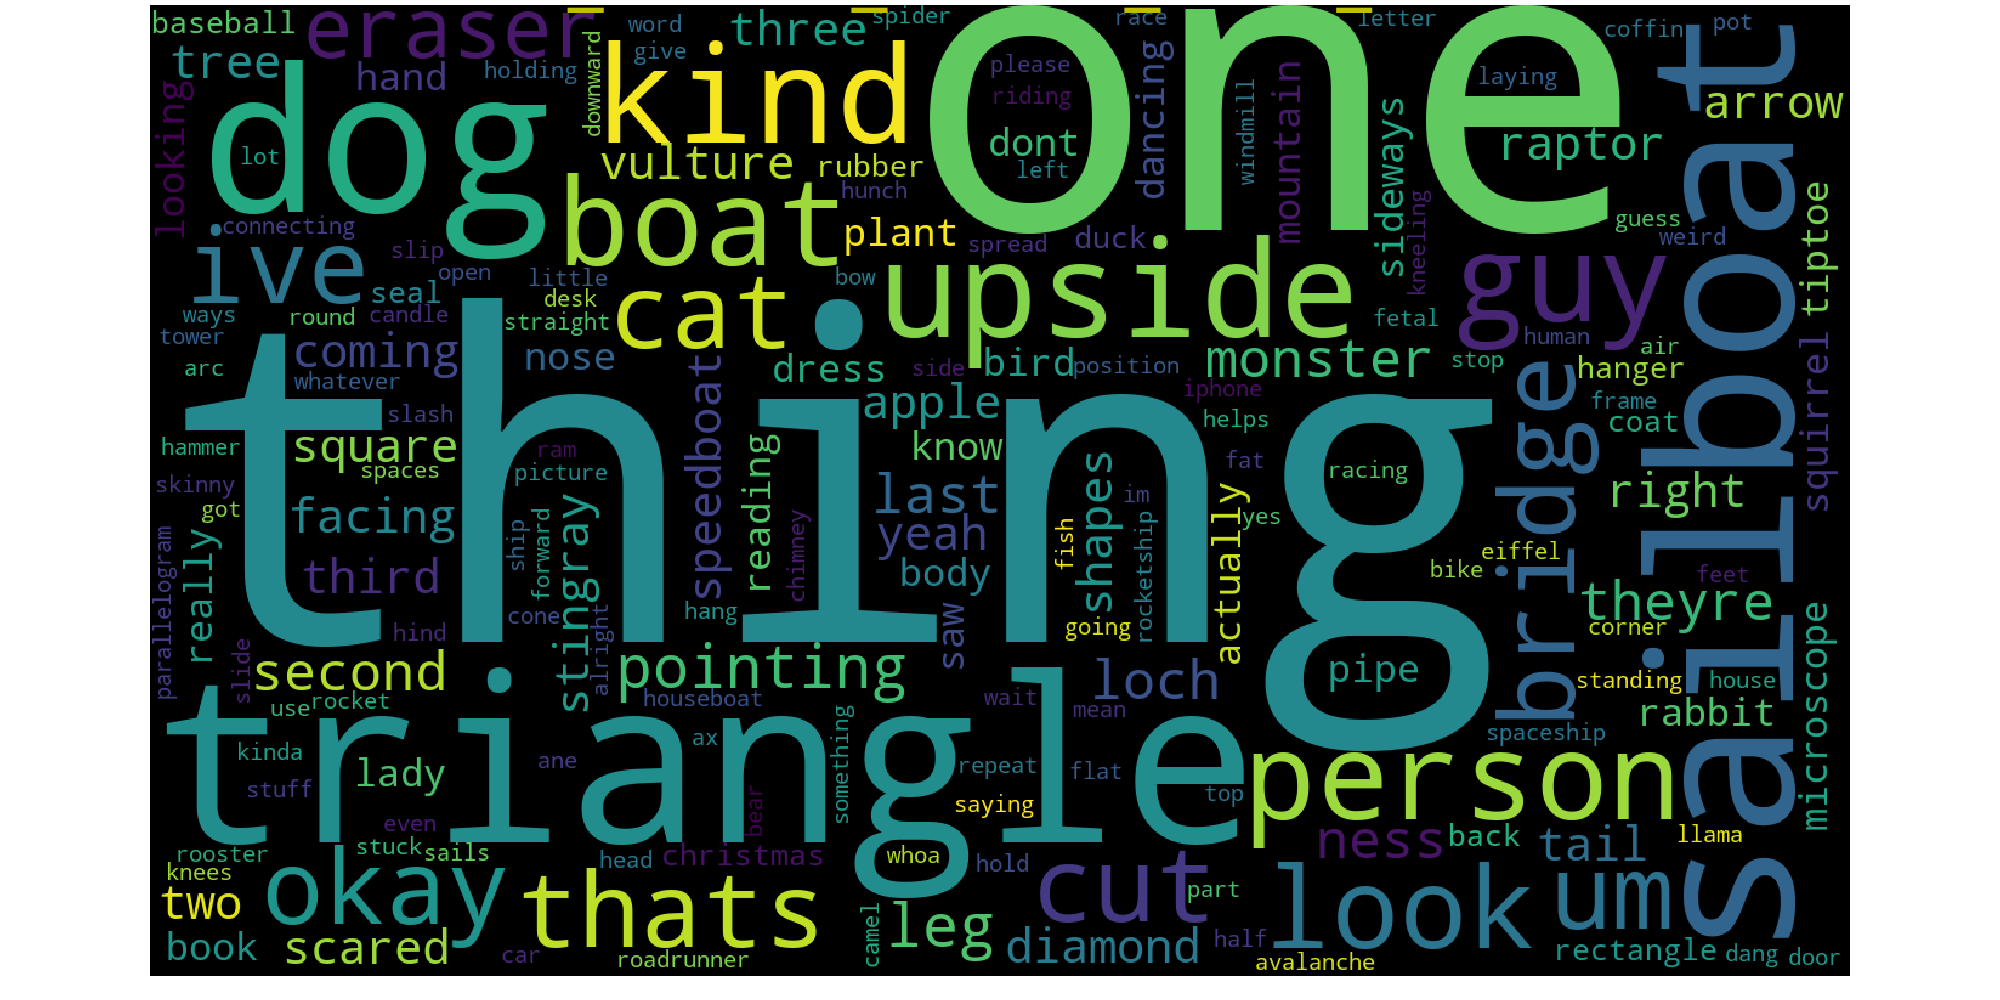 baseball
eraser
word
give
three
spider
one
race
letter
coffin
pot
tree
hand
holding
downward
kind
please
riding
dancing
windmill
mountain
laying
sailboat
arrow
looking
dog
lot
vulture
rubber
dont
left
sideways
raptor
connecting
slip
boat
hunch
plant
spread
duck
kneeling
guess
weird
tiptoe
ive
seal
open
little
cat
bow
upside
guy
ways
round
candle
desk
straight
fetal
tower
coming
nose
dress
bird
position
monster
stop
human
air
hanger
squirrel
arc
whatever
thing
speedboat
side
apple
iphone
bridge
frame
hammer
slash
square
ram
reading
know
helps
coat
skinny
spaces
picture
last
shapes
fat
racing
right
got
facing
ship
forward
stingray
chimney
yeah
fish
im
rocketship
actually
yes
eiffel
parallelogram
really
third
cone
hang
body
bike
feet
theyre
microscope
hind
alright
saw
going
corner
slide
second
pointing
loch
pipe
standing
house
use
rocket
houseboat
wait
mean
rabbit
triangle
spaceship
kinda
lady
ane
ax
something
repeat
flat
person
stuff
bear
saying
top
even
christmas
ness
back
tail
llama
rooster
stuck
sails
head
whoa
hold
knees
okay
thats
cut
part
look
um
two
camel
leg
book
scared
car
roadrunner
diamond
half
avalanche
rectangle
dang
door